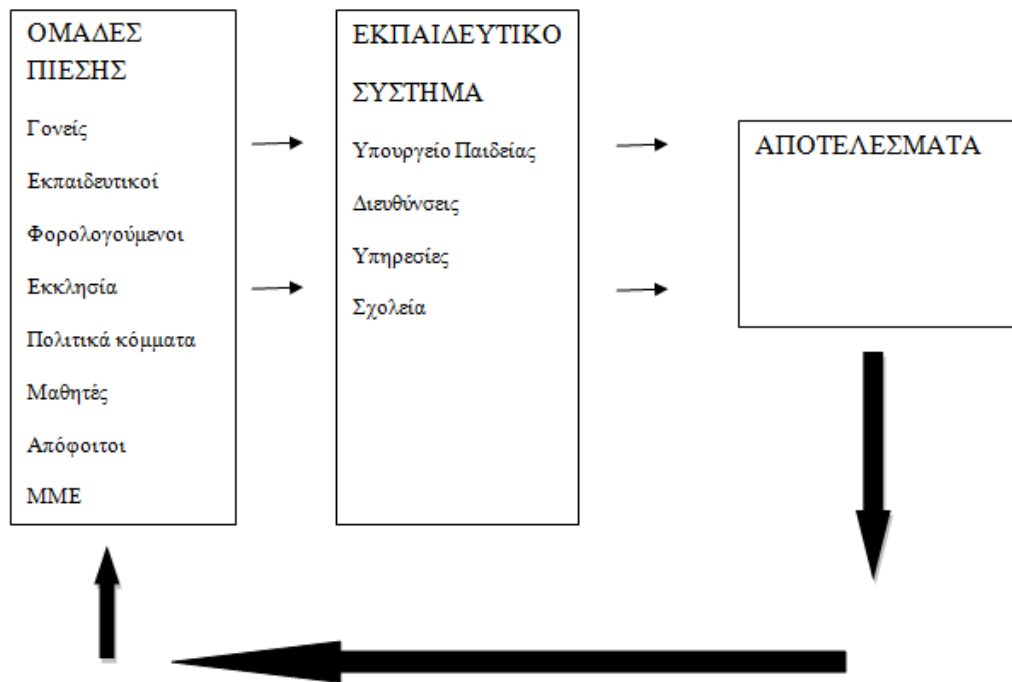 ΟΜΑΔΕΣ
ΠΙΕΣΗΣ
Γονείς
Εκπαιδευτικοί
Φορολογούμενοι
Εκκλησία
Πολιτικά κόμματα
Μαθητές
Απόφοιτοι
ΜΜΕ
ΕΚΠΑΙΔΕΥΤΙΚΟ
ΣΥΣΤΗΜΑ
Υπουργείο Παιδείας
Διευθύνσεις
Υπηρεσίες
Σχολεία
ΑΠΟΤΕΛΕΣΜΑΤΑ